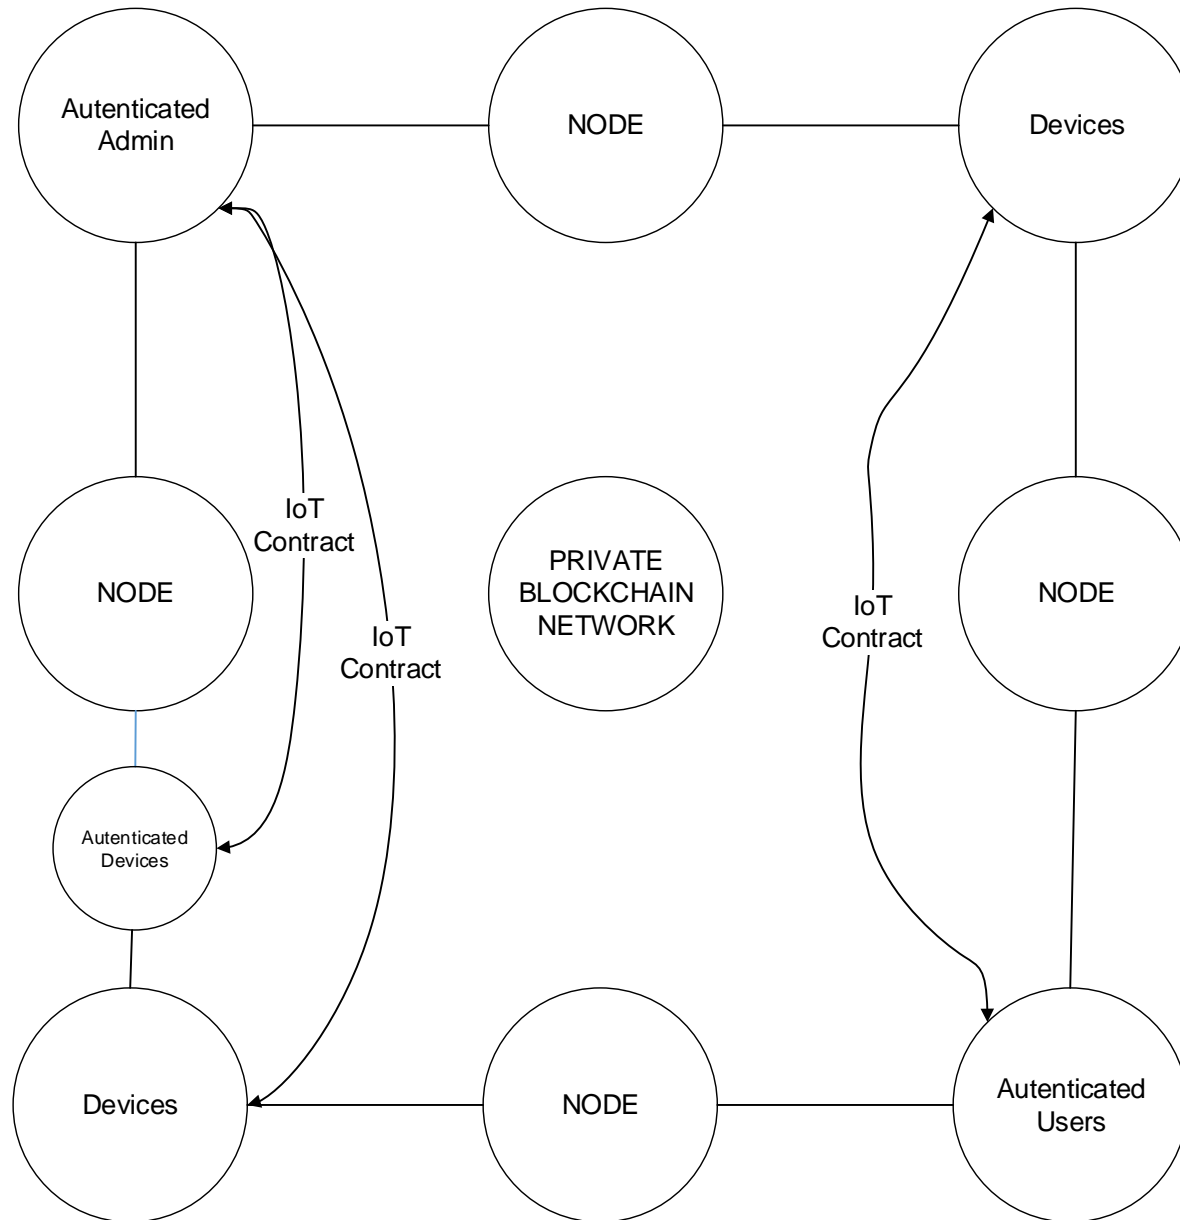 Autenticated
Admin
NODE
Devices
IoT
Contract
NODE
PRIVATE
BLOCKCHAIN
NETWORK
IoT
Contract
IoT
Contract
NODE
Autenticated
Devices
Devices
NODE
Autenticated
Users